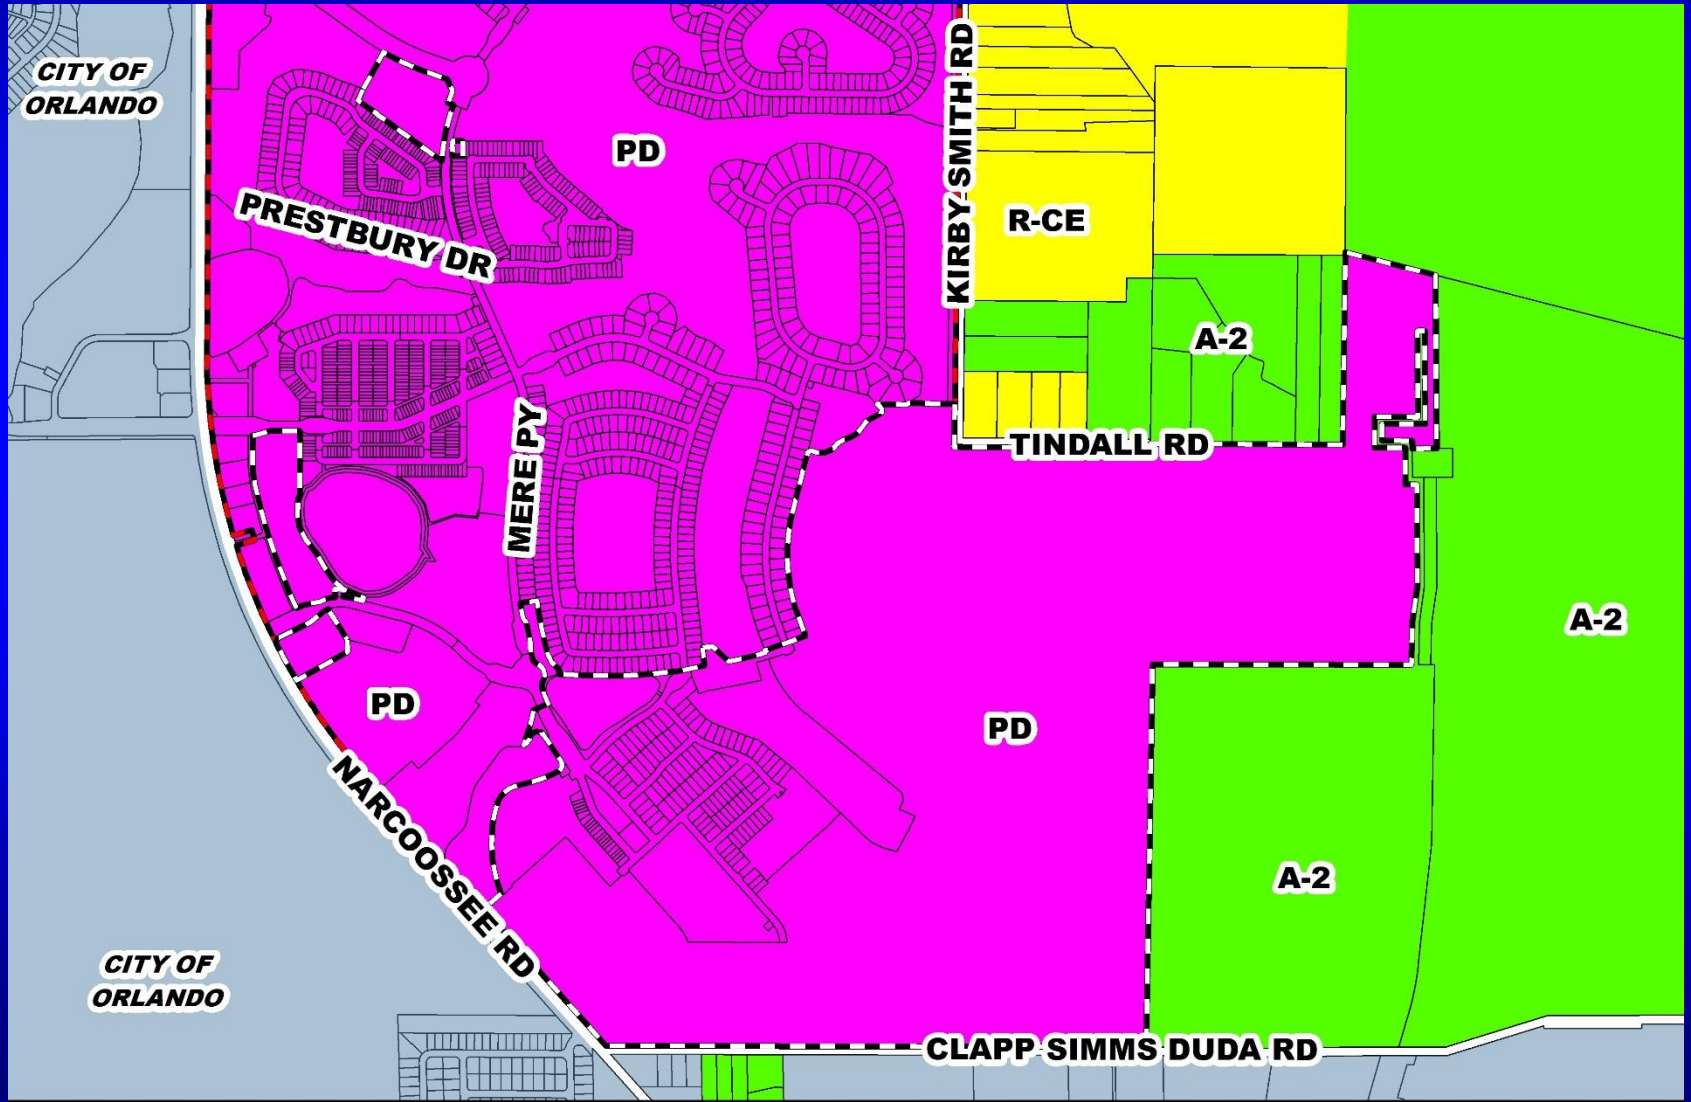 CITY OF
ORLANDO
KIRBY-SMITH RD
PD
R-CE
PRESTBURY DR
A-2
MERE PY
TINDALL RD
A-2
PD
PD
NARCOOSSEE RD
A-2
CITY OF
ORLANDO
CLAPP SIMMS DUDA RD